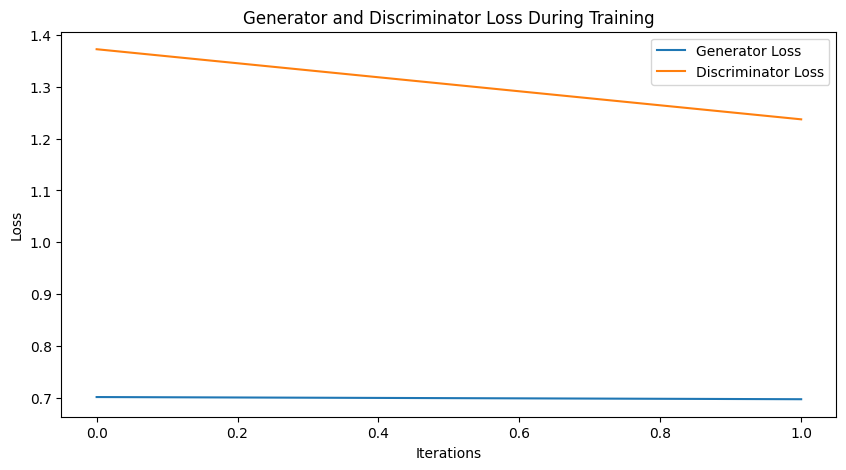 Generator and Discriminator Loss During Training
Generator Loss
Discriminator Loss
Loss
1.4
1.3
1.2
1.1
1.0
0.9
0.8
0.7
0.0 0.2 0.4 0.6 0.8 1.0
Iterations